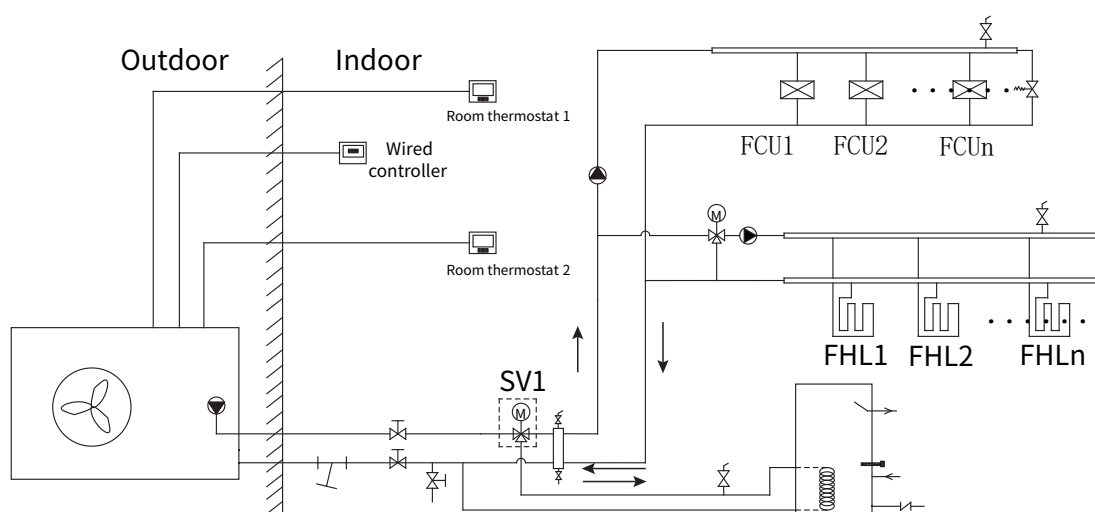 Outdoor
Indoor
Room thermostat 1
Wired
controller
FCU1
FCU2
FCUn
M
Room thermostat 2
FHL1
FHL2
FHLn
SV1
M